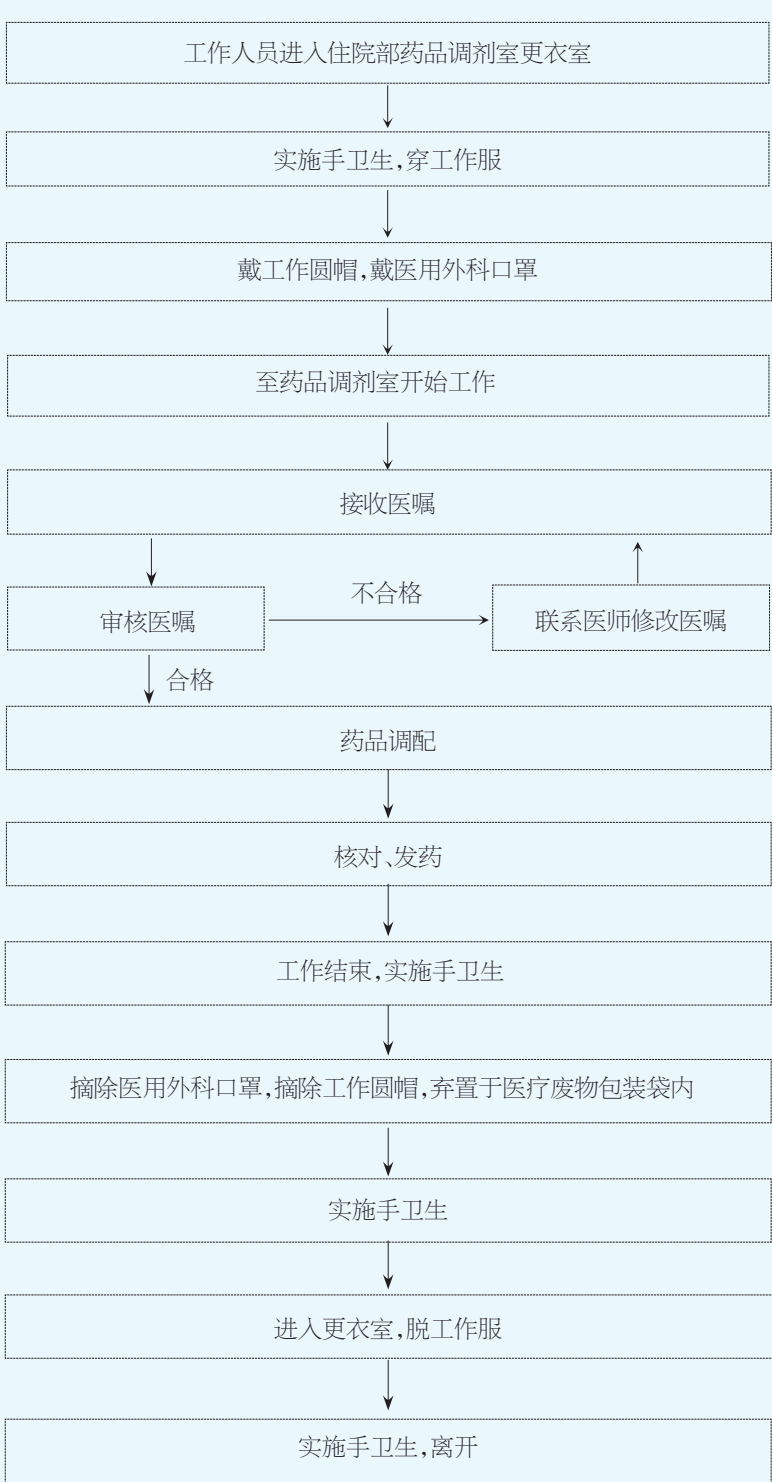 工作人员进入住院部药品调剂室更衣室
实施手卫生,穿工作服
戴工作圆帽,戴医用外科口罩
至药品调剂室开始工作
接收医嘱
审核医嘱
不合格
联系医师修改医嘱
合格
药品调配
核对、发药
工作结束,实施手卫生
摘除医用外科口罩,摘除工作圆帽,弃置于医疗废物包装袋内
实施手卫生
进入更衣室,脱工作服
实施手卫生,离开